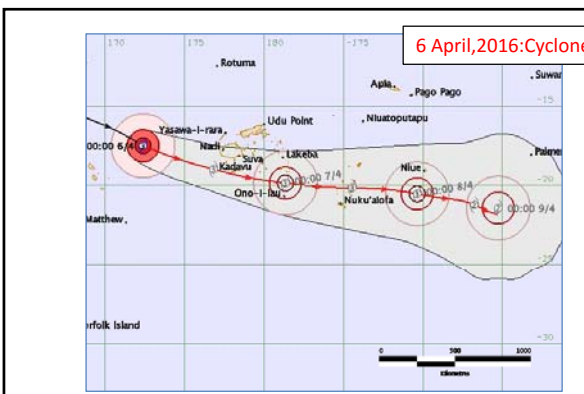 6 April,2016:Cyclone
170
175
180
-175
Rotuma
Suwar
Apia
Pago Pago
-15
Yasawa-i-rara
Udu Point
Niuatoputapu
00:00 6/4
Nadi
Suva
Lakeba
Niue
Palme
Kadavu
00:00 7/4
00:00 8/4
-20
Ono-i-lau
Nuku'alofa
00:00 9/4
Matthew
-25
rfolk Island
-30
0 500 1000
Kilometres